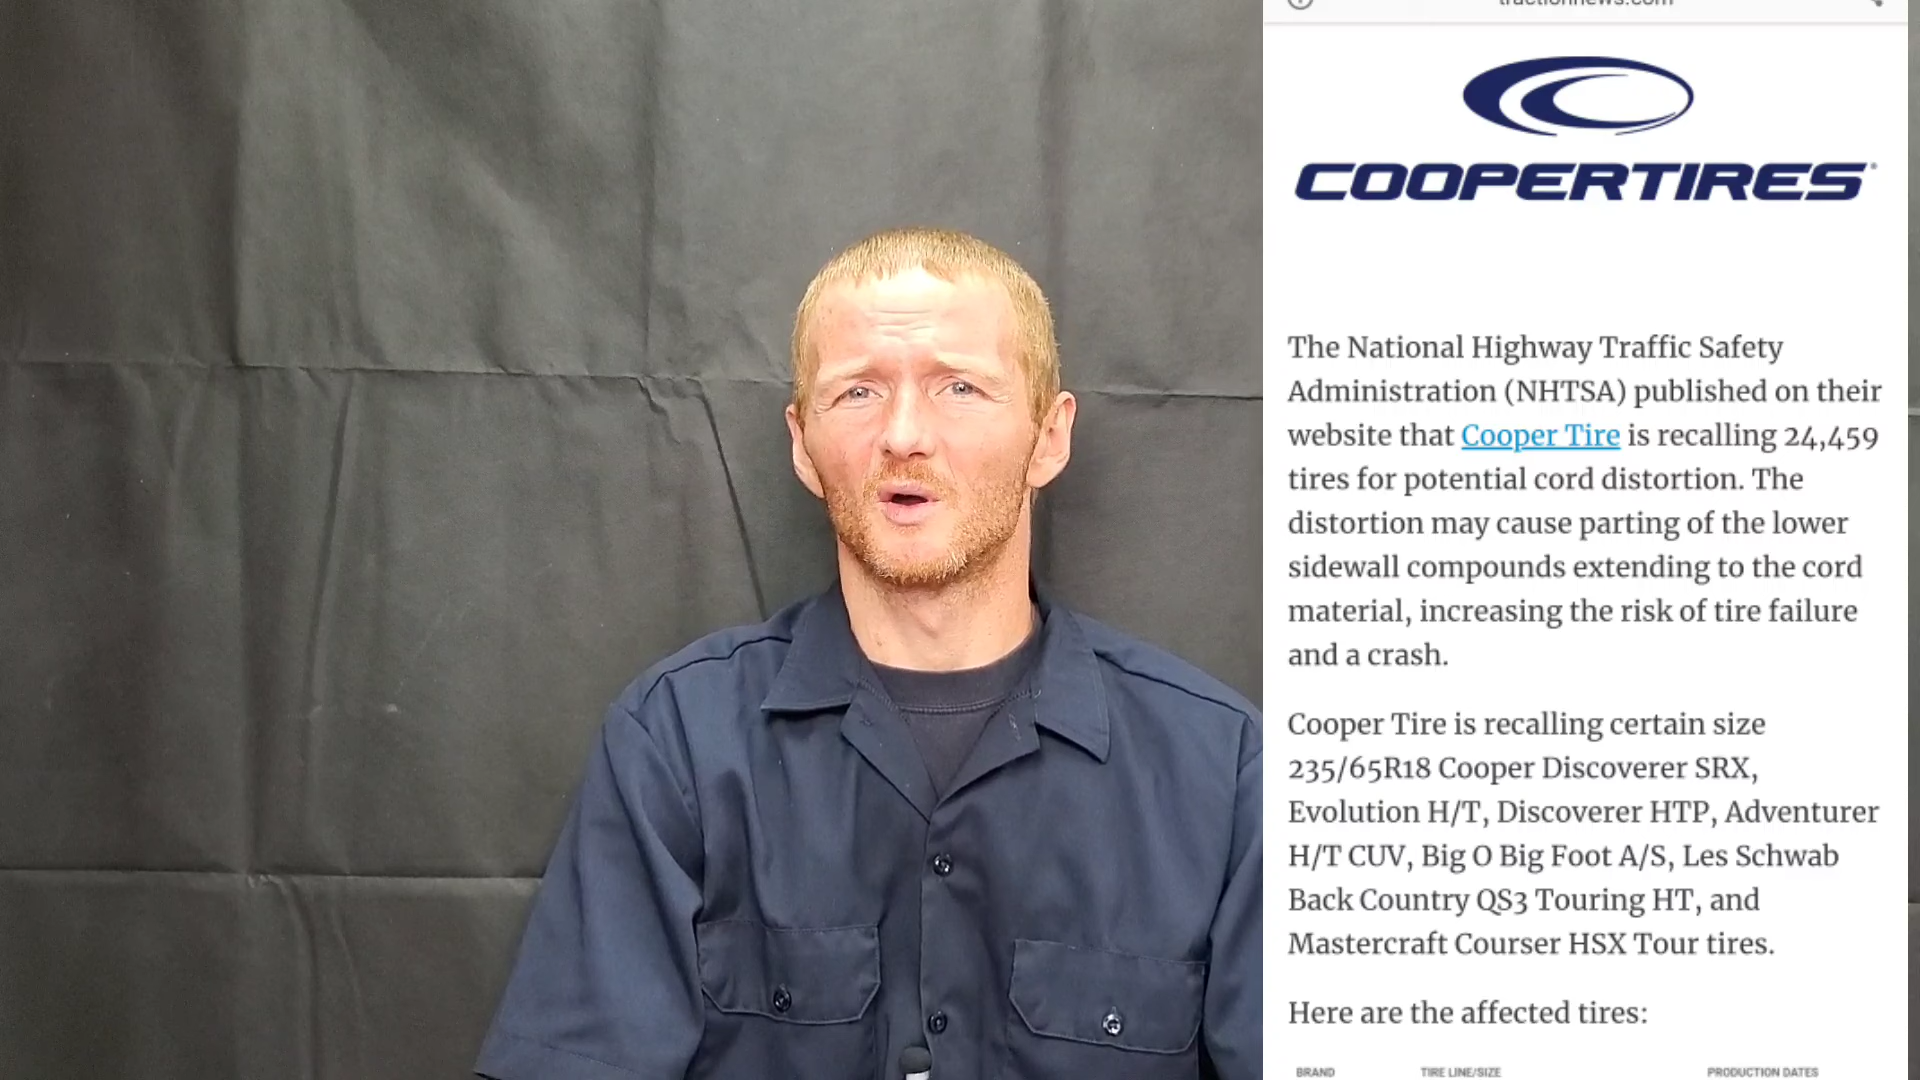 COOPERTIRES
The National Highway Traffic Safety
Administration (NHTSA) published on their
website that Cooper Tire is recalling 24,459
tires for potential cord distortion. The
distortion may cause parting of the lower
sidewall compounds extending to the cord
material, increasing the risk of tire failure
and a crash.
Cooper Tire is recalling certain size
235/65R18 Cooper Discoverer SRX,
Evolution H/T, Discoverer HTP, Adventurer
H/T CUV, Big O Big Foot A/S, Les Schwab
Back Country QS3 Touring HT, and
Mastercraft Courser HSX Tour tires.
Here are the affected tires:
BRAND TIRE LINE/SIZE PRODUCTION DATES